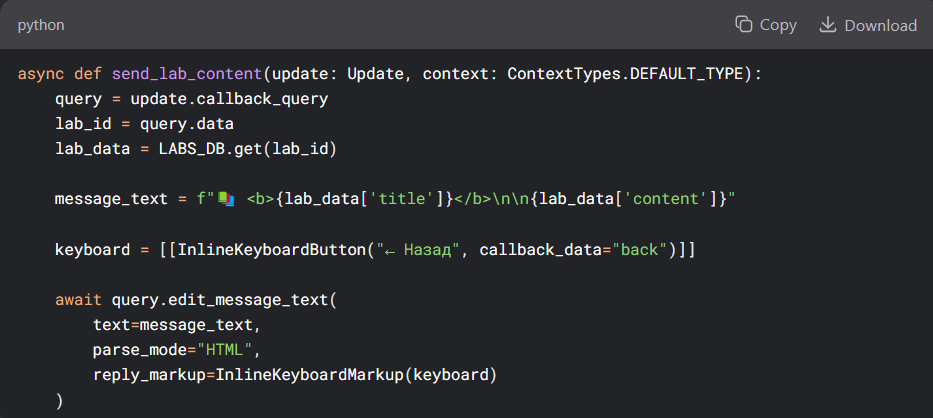 python Copy Download
async def send_lab_content(update: Update, context: ContextTypes.DEFAULT_TYPE):
    query = update.callback_query
    lab_id = query.data
    lab_data = LABS_DB.get(lab_id)

    message_text = f"📚 <b>{lab_data['title']}</b>\n\n{lab_data['content']}"

    keyboard = [[InlineKeyboardButton("← Назад", callback_data="back")]]

    await query.edit_message_text(
        text=message_text,
        parse_mode="HTML",
        reply_markup=InlineKeyboardMarkup(keyboard)
    )